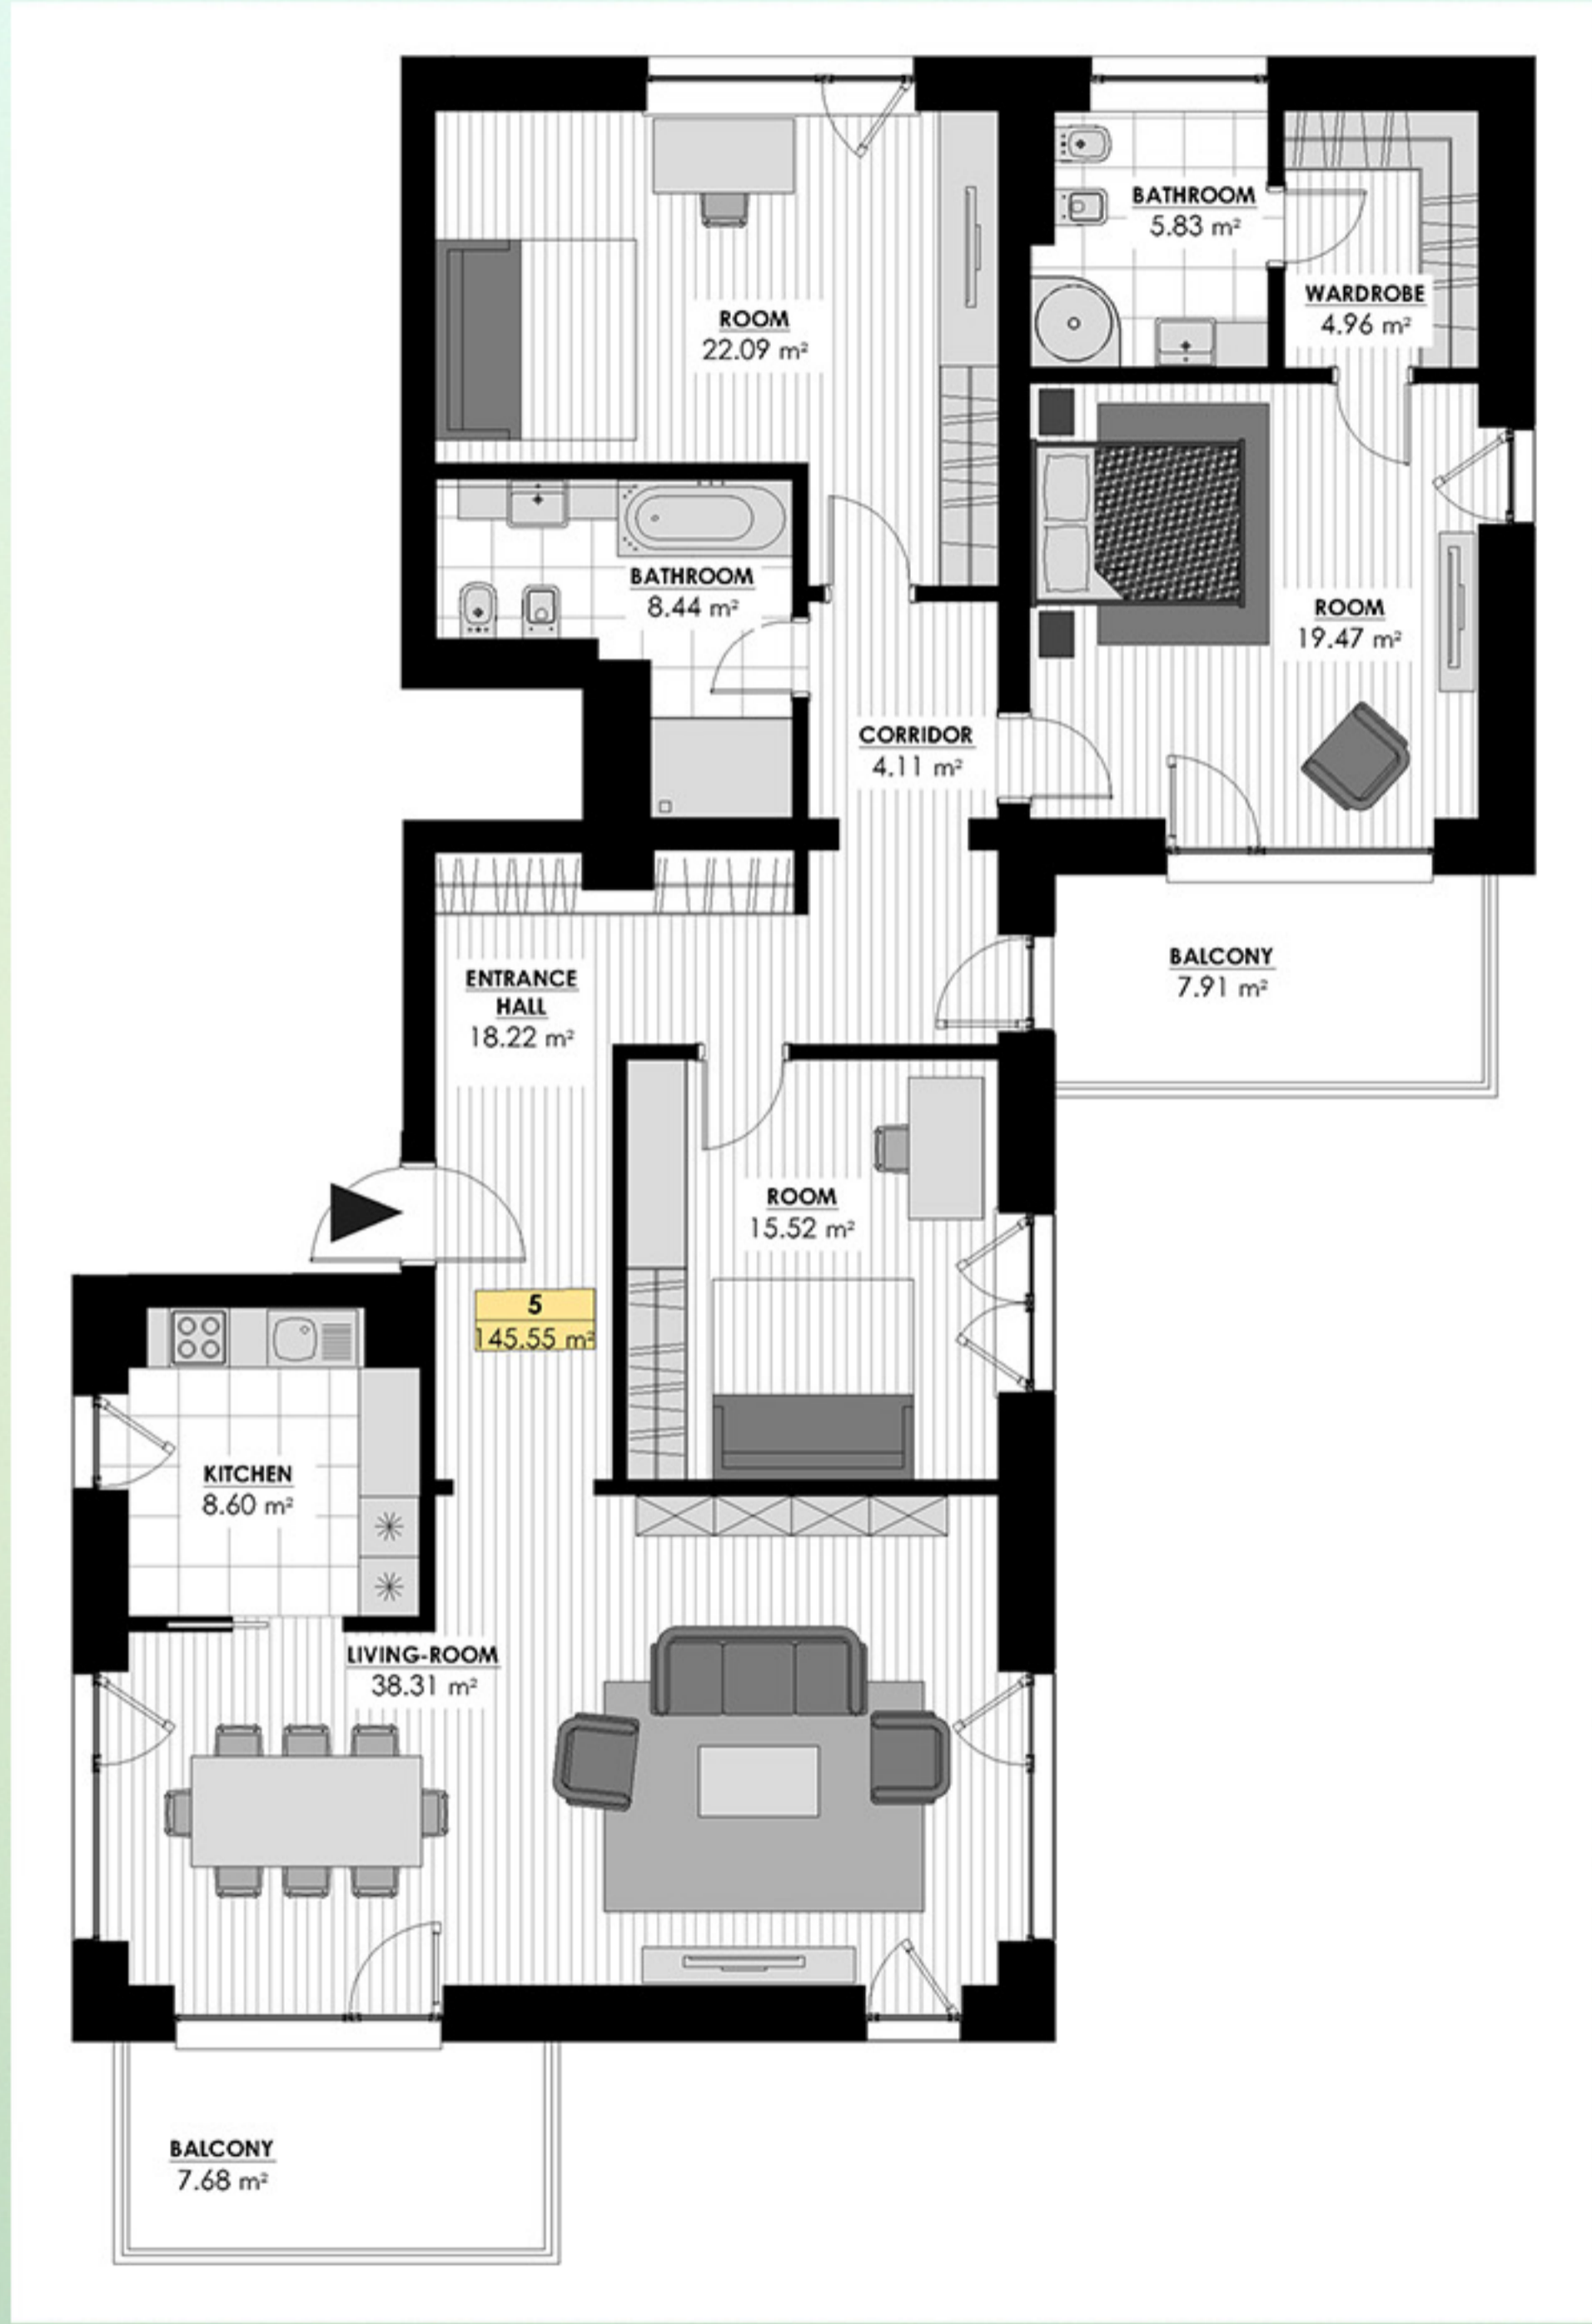 BATHROOM
5.83 m²
WARDROBE
4.96 m²
ROOM
22.09 m²
BATHROOM
8.44 m²
ROOM
19.47 m²
CORRIDOR
4.11 m²
ENTRANCE
HALL
18.22 m²
BALCONY
7.91 m²
ROOM
15.52 m²
5
145.55 m²
KITCHEN
8.60 m²
LIVING-ROOM
38.31 m²
BALCONY
7.68 m²